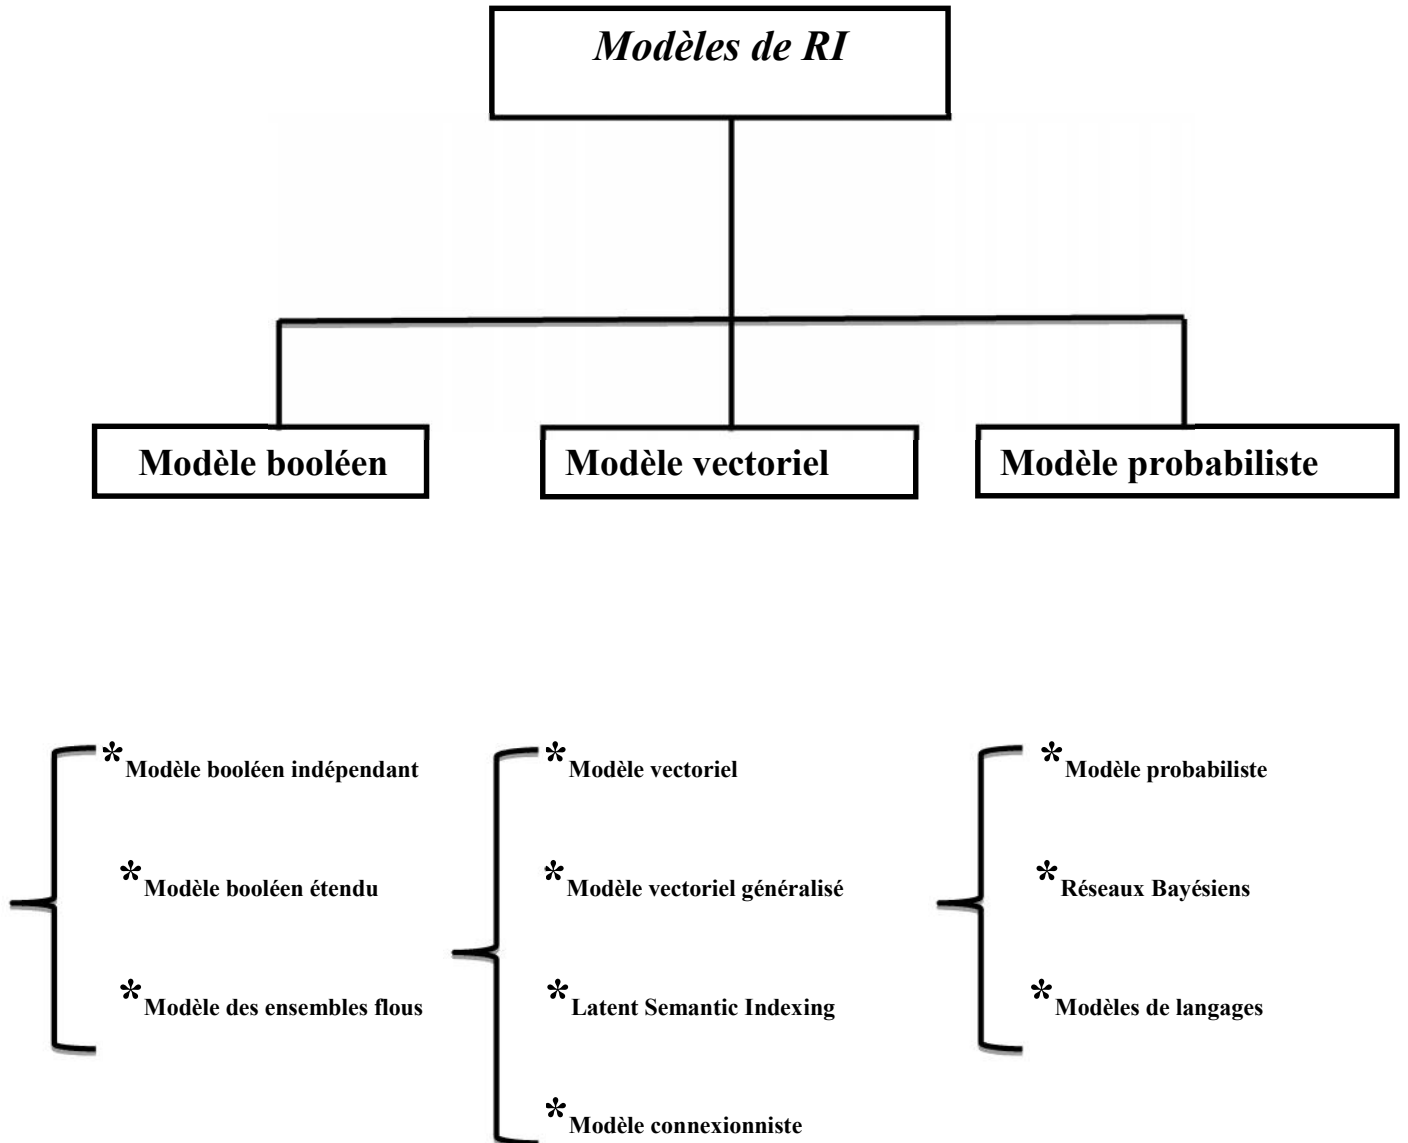 Modèles de RI
Modèle booléen
Modèle vectoriel
Modèle probabiliste
*Modèle booléen indépendant
*Modèle booléen étendu
*Modèle des ensembles flous
*Modèle vectoriel
*Modèle vectoriel généralisé
*Latent Semantic Indexing
*Modèle connexionniste
*Modèle probabiliste
*Réseaux Bayésiens
*Modèles de langages